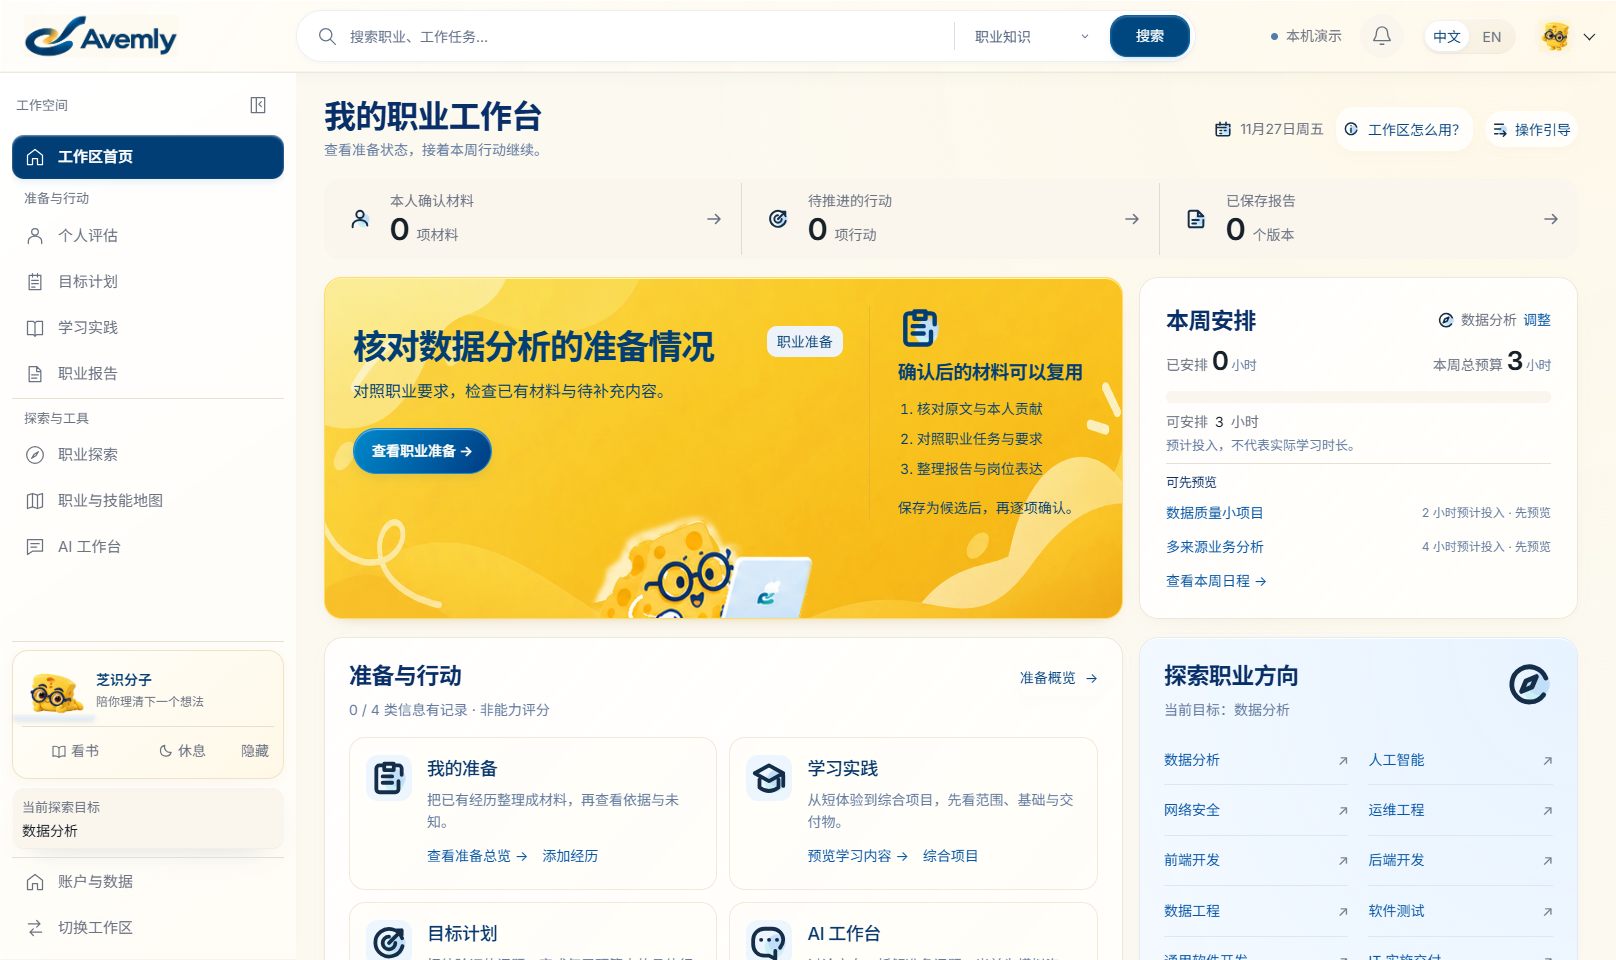 Avemly
搜索职业、工作任务...
职业知识
搜索
本机演示
中文
EN
工作空间
工作区首页
准备与行动
个人评估
目标计划
学习实践
职业报告
探索与工具
职业探索
职业与技能地图
AI 工作台
芝识分子
陪你理清下一个想法
看书
休息
隐藏
当前探索目标
数据分析
账户与数据
切换工作区
我的职业工作台
查看准备状态，接着本周行动继续。
11月27日周五
工作区怎么用？
操作引导
本人确认材料
0 项材料
待推进的行动
0 项行动
已保存报告
0 个版本
核对数据分析的准备情况
职业准备
对照职业要求，检查已有材料与待补充内容。
查看职业准备 →
确认后的材料可以复用
1. 核对原文与本人贡献
2. 对照职业任务与要求
3. 整理报告与岗位表达
保存为候选后，再逐项确认。
本周安排
数据分析 调整
已安排 0 小时
本周总预算 3 小时
可安排 3 小时
预计投入，不代表实际学习时长。
可先预览
数据质量小项目
2 小时预计投入 · 先预览
多来源业务分析
4 小时预计投入 · 先预览
查看本周日程 →
准备与行动
准备概览 →
0 / 4 类信息有记录 · 非能力评分
我的准备
把已有经历整理成材料，再查看依据与未
知。
查看准备总览 → 添加经历
学习实践
从短体验到综合项目，先看范围、基础与交
付物。
预览学习内容 → 综合项目
目标计划
AI 工作台
探索职业方向
当前目标：数据分析
数据分析
人工智能
网络安全
运维工程
前端开发
后端开发
数据工程
软件测试